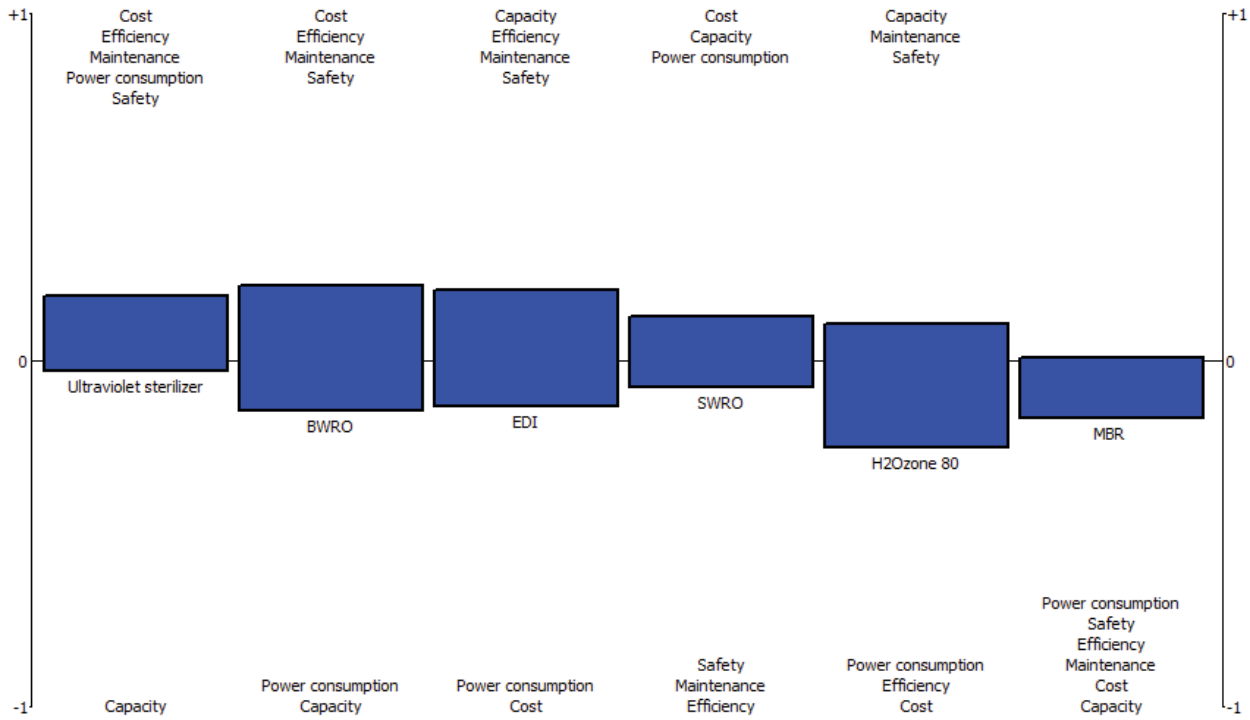 +1
Cost
Efficiency
Maintenance
Power consumption
Safety
Cost
Efficiency
Maintenance
Safety
Capacity
Efficiency
Maintenance
Safety
Cost
Capacity
Power consumption
Capacity
Maintenance
Safety
+1
0
Ultraviolet sterilizer
BWRO
EDI
SWRO
H2Ozone 80
MBR
0
-1
Capacity
Power consumption
Capacity
Power consumption
Cost
Safety
Maintenance
Efficiency
Power consumption
Efficiency
Cost
Power consumption
Safety
Efficiency
Maintenance
Cost
Capacity
-1